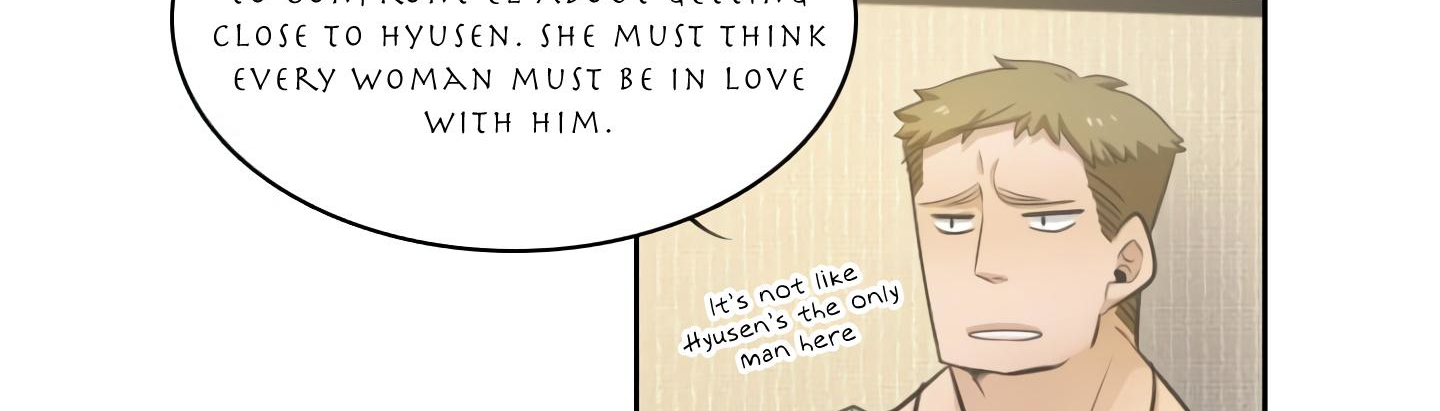 CLOSE TO HYUSEN. SHE MUST THINK
EVERY WOMAN MUST BE IN LOVE
WITH HIM.
It's not like
Hyusen's the only
man here